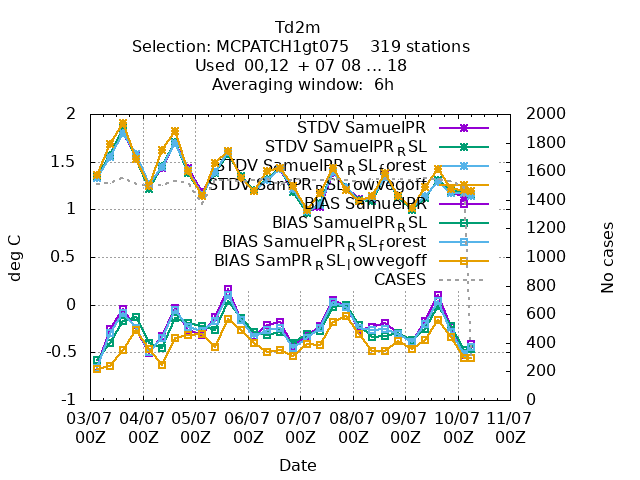 Td2m
Selection: MCPATCH1gt075    319 stations
Used  00,12  + 07 08 ... 18
Averaging window:  6h
STDV SamuelPR
STDV SamuelPR_RSL
STDV SamuelPR_RSL_forest
STDV SamPR_RSL_lowvegoff
BIAS SamuelPR
BIAS SamuelPR_RSL
BIAS SamuelPR_RSL_forest
BIAS SamPR_RSL_lowvegoff
CASES
deg C
2
1.5
1
0.5
0
-0.5
-1
2000
1800
1600
1400
1200
1000
800
600
400
200
0
No cases
03/07 04/07 05/07 06/07 07/07 08/07 09/07 10/07 11/07
00Z 00Z 00Z 00Z 00Z 00Z 00Z 00Z 00Z
Date